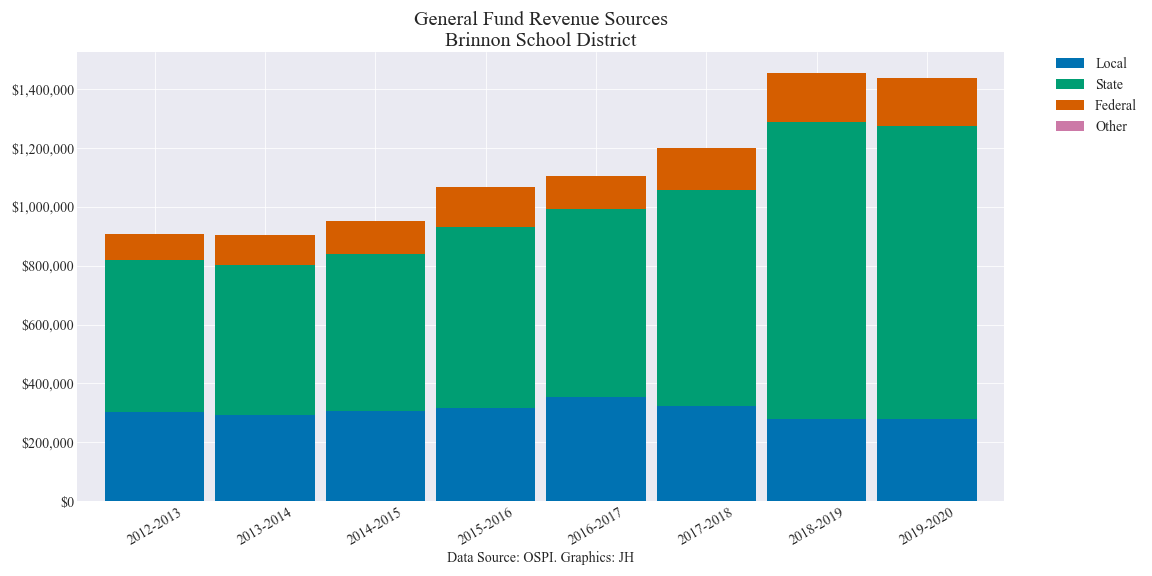 General Fund Revenue Sources
Brinnon School District
Local
State
Federal
Other
$1,400,000
$1,200,000
$1,000,000
$800,000
$600,000
$400,000
$200,000
$0
2012-2013
2013-2014
2014-2015
2015-2016
2016-2017
2017-2018
2018-2019
2019-2020
Data Source: OSPI. Graphics: JH